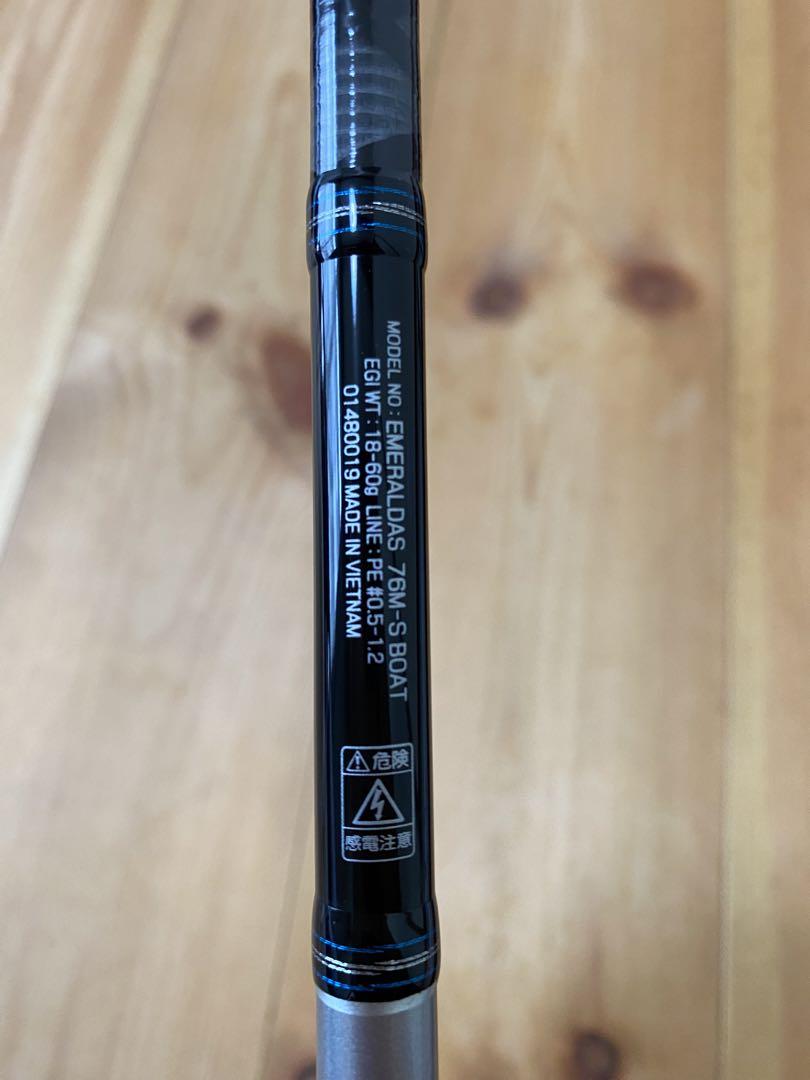 MODEL NO : EMERALDAS 76M-S BOAT
EGI WT : 18-60g LINE : PE #0.5-1.2
01480019 MADE IN VIETNAM
危険
感電注意